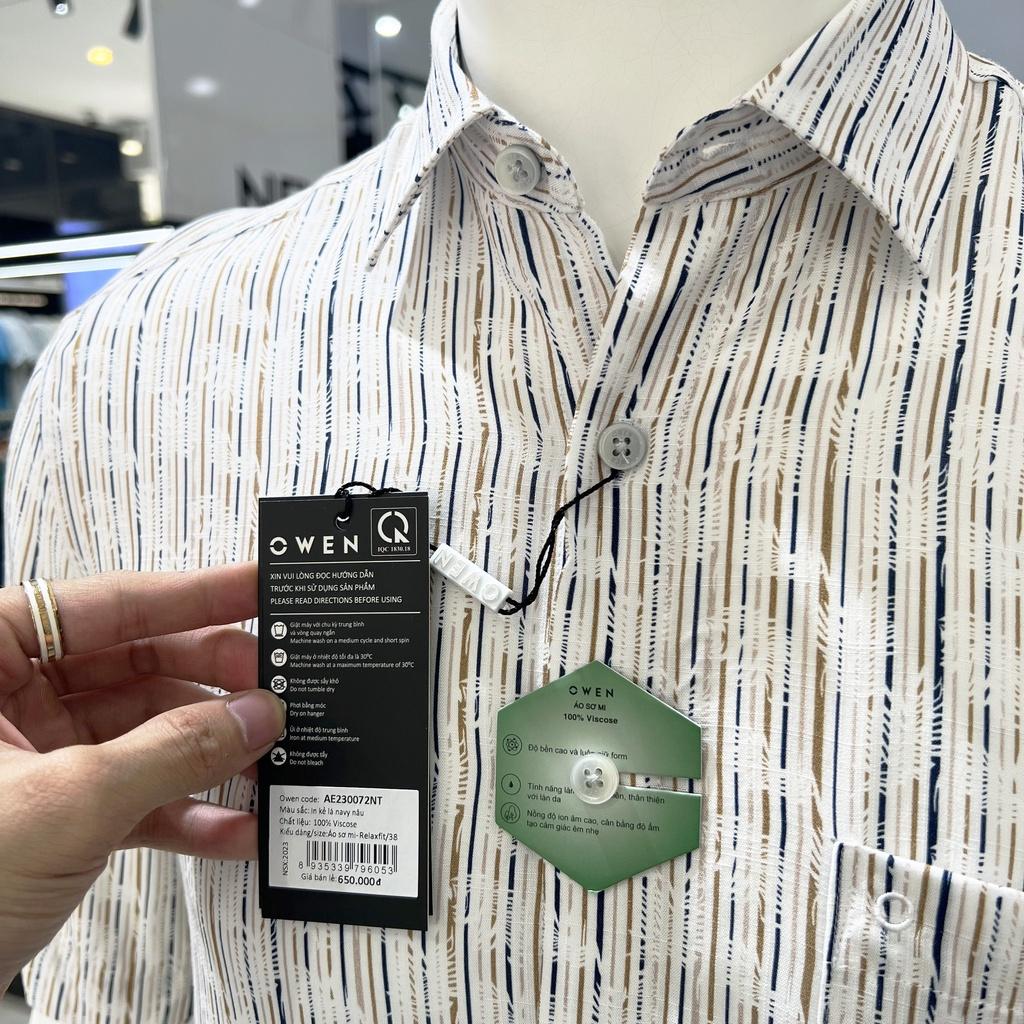 OWEN
IQC 1830.18
XIN VUI LÒNG ĐỌC HƯỚNG DẪN
TRƯỚC KHI SỬ DỤNG SẢN PHẨM
PLEASE READ DIRECTIONS BEFORE USING
Giặt máy với chu kỳ trung bình
và vòng quay ngắn
Machine wash on a medium cycle and short spin
Giặt máy ở nhiệt độ tối đa là 30ºC
Machine wash at a maximum temperature of 30ºC
Không được sấy khô
Do not tumble dry
Phơi bằng móc
Dry on hanger
Ủi ở nhiệt độ trung bình
Iron at medium temperature
Không được tẩy
Do not bleach
Owen code: AE230072NT
Màu sắc: In kẻ lá navy nâu
Chất liệu: 100% Viscose
Kiểu dáng/size:Áo sơ mi-Relaxfit/38
NSX:2023
8 935339 796053
Giá bán lẻ: 650.000đ
OWEN
OWEN
ÁO SƠ MI
100% Viscose
Độ bền cao và luôn giữ form
Tính năng thân thiện
với làn da
Nồng độ ion âm cao, cân bằng độ ẩm
tạo cảm giác êm nhẹ